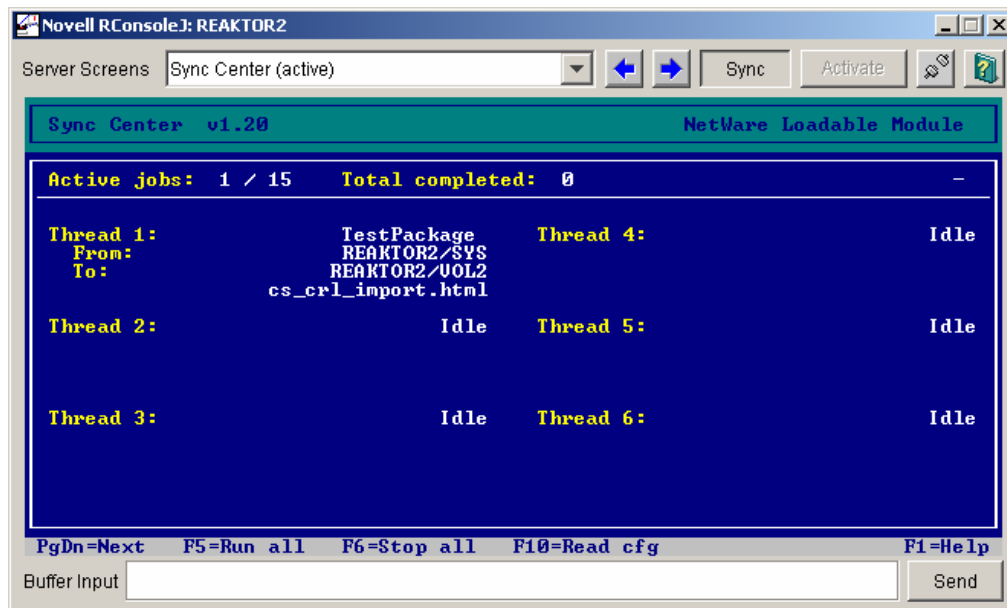 Novell RConsoleJ: REAKTOR2
Server Screens Sync Center (active) Sync Activate
Sync Center v1.20 NetWare Loadable Module
Active jobs: 1 / 15 Total completed: 0 -
Thread 1: TestPackage Thread 4: Idle
From: REAKTOR2/SYS
To: REAKTOR2/VOL2
cs_crl_import.html
Thread 2: Idle Thread 5: Idle
Thread 3: Idle Thread 6: Idle
PgDn=Next F5=Run all F6=Stop all F10=Read cfg F1=Help
Buffer Input Send